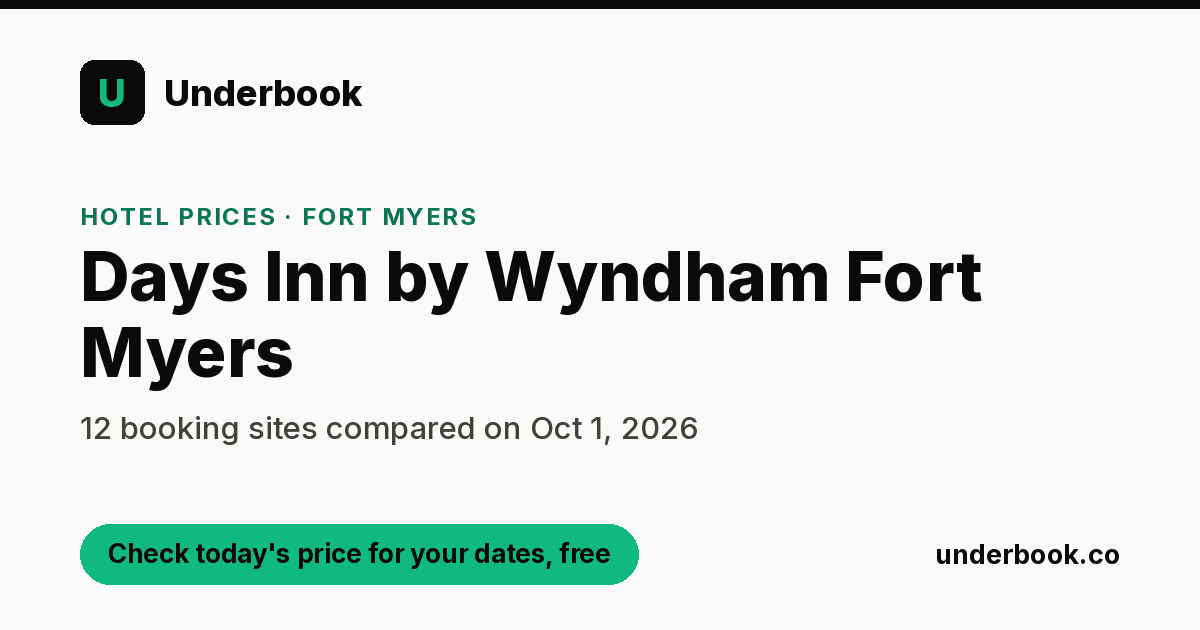 U Underbook
HOTEL PRICES · FORT MYERS
Days Inn by Wyndham Fort
Myers
12 booking sites compared on Oct 1, 2026
Check today's price for your dates, free
underbook.co